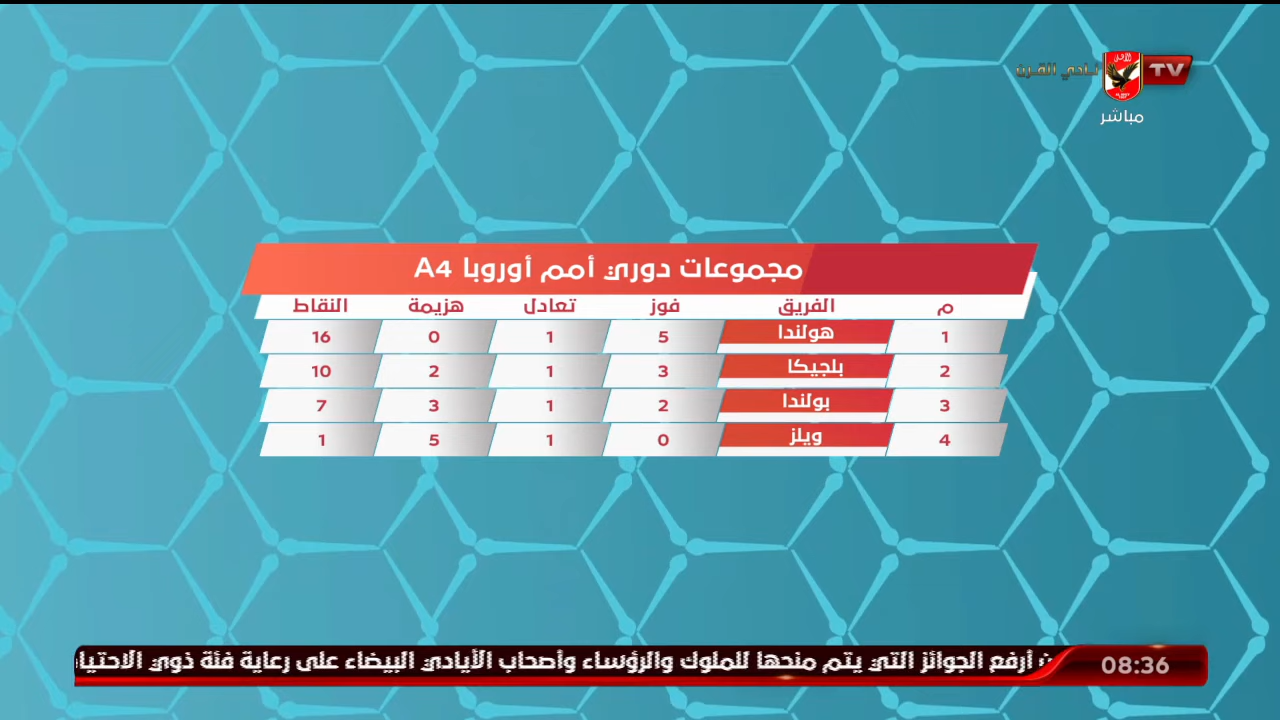 نادي القرن TV
مباشر
مجموعات دوري أمم أوروبا A4
م الفريق فوز تعادل هزيمة النقاط
1 هولندا 5 1 0 16
2 بلجيكا 3 1 2 10
3 بولندا 2 1 3 7
4 ويلز 0 1 5 1
08:36 أرفع الجوائز التي يتم منحها للملوك والرؤساء وأصحاب الأيادي البيضاء على رعاية فئة ذوي